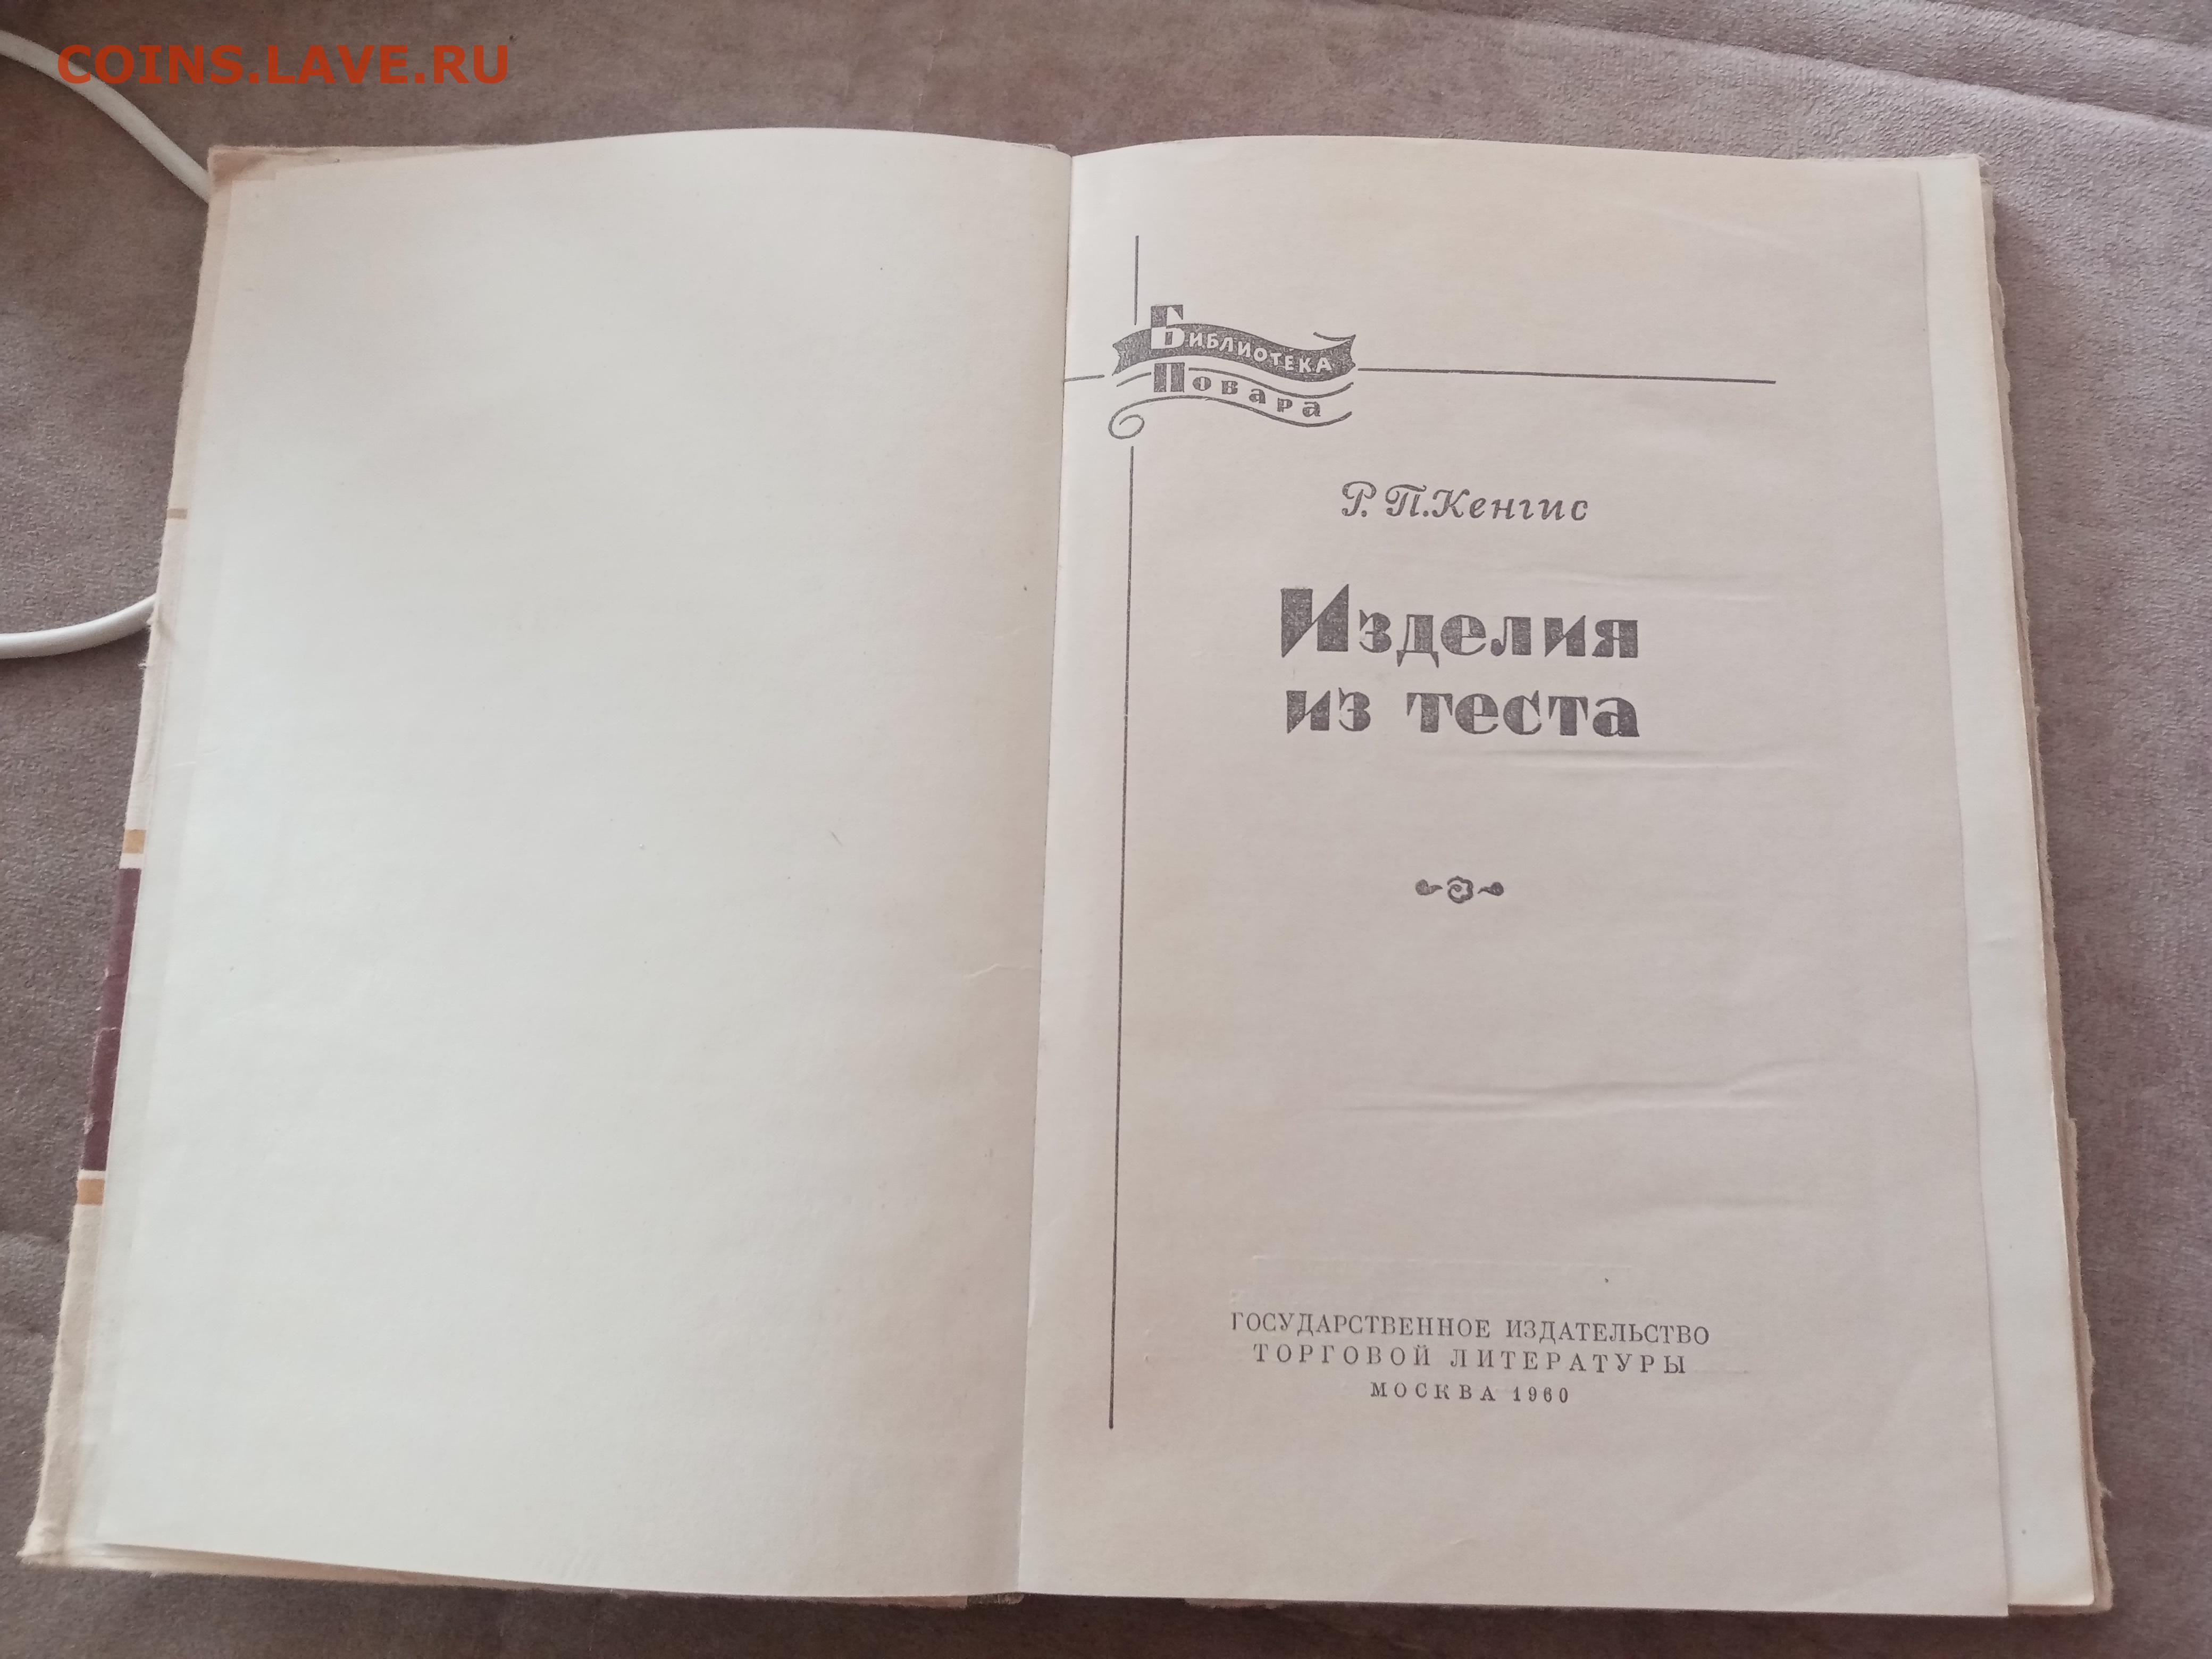 COINS.LAVE.RU
Библиотека
Повара
Р. П. Кенгис
Изделия
из теста
ГОСУДАРСТВЕННОЕ ИЗДАТЕЛЬСТВО
ТОРГОВОЙ ЛИТЕРАТУРЫ
МОСКВА 1960